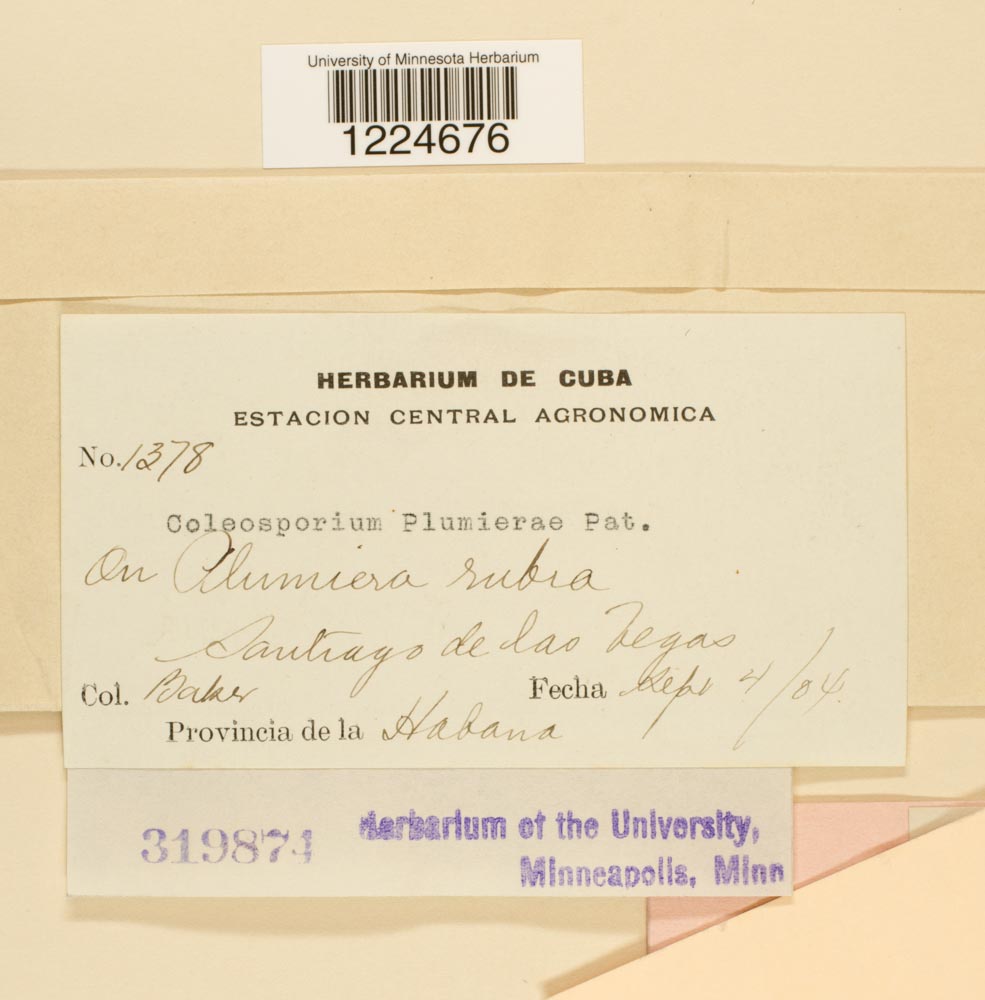 University of Minnesota Herbarium
1224676
HERBARIUM DE CUBA
ESTACION CENTRAL AGRONOMICA
No. 1378
Coleosporium Plumierae Pat.
On Plumiera rubra
Santiago de las Vegas
Col. Baker Fecha Sept 4/04.
Provincia de la Habana
319874 Herbarium of the University,
Minneapolis, Minn